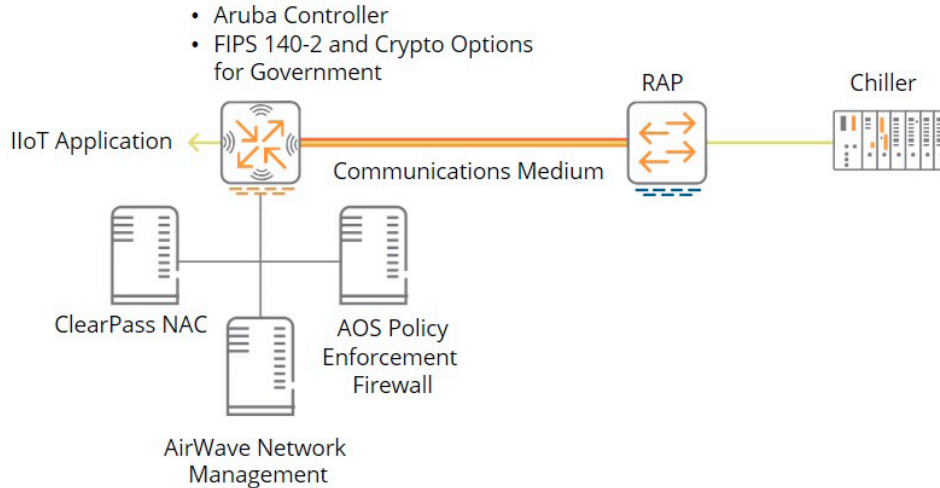 • Aruba Controller
• FIPS 140-2 and Crypto Options
for Government
RAP
Chiller
IIoT Application
Communications Medium
ClearPass NAC
AOS Policy
Enforcement
Firewall
AirWave Network
Management